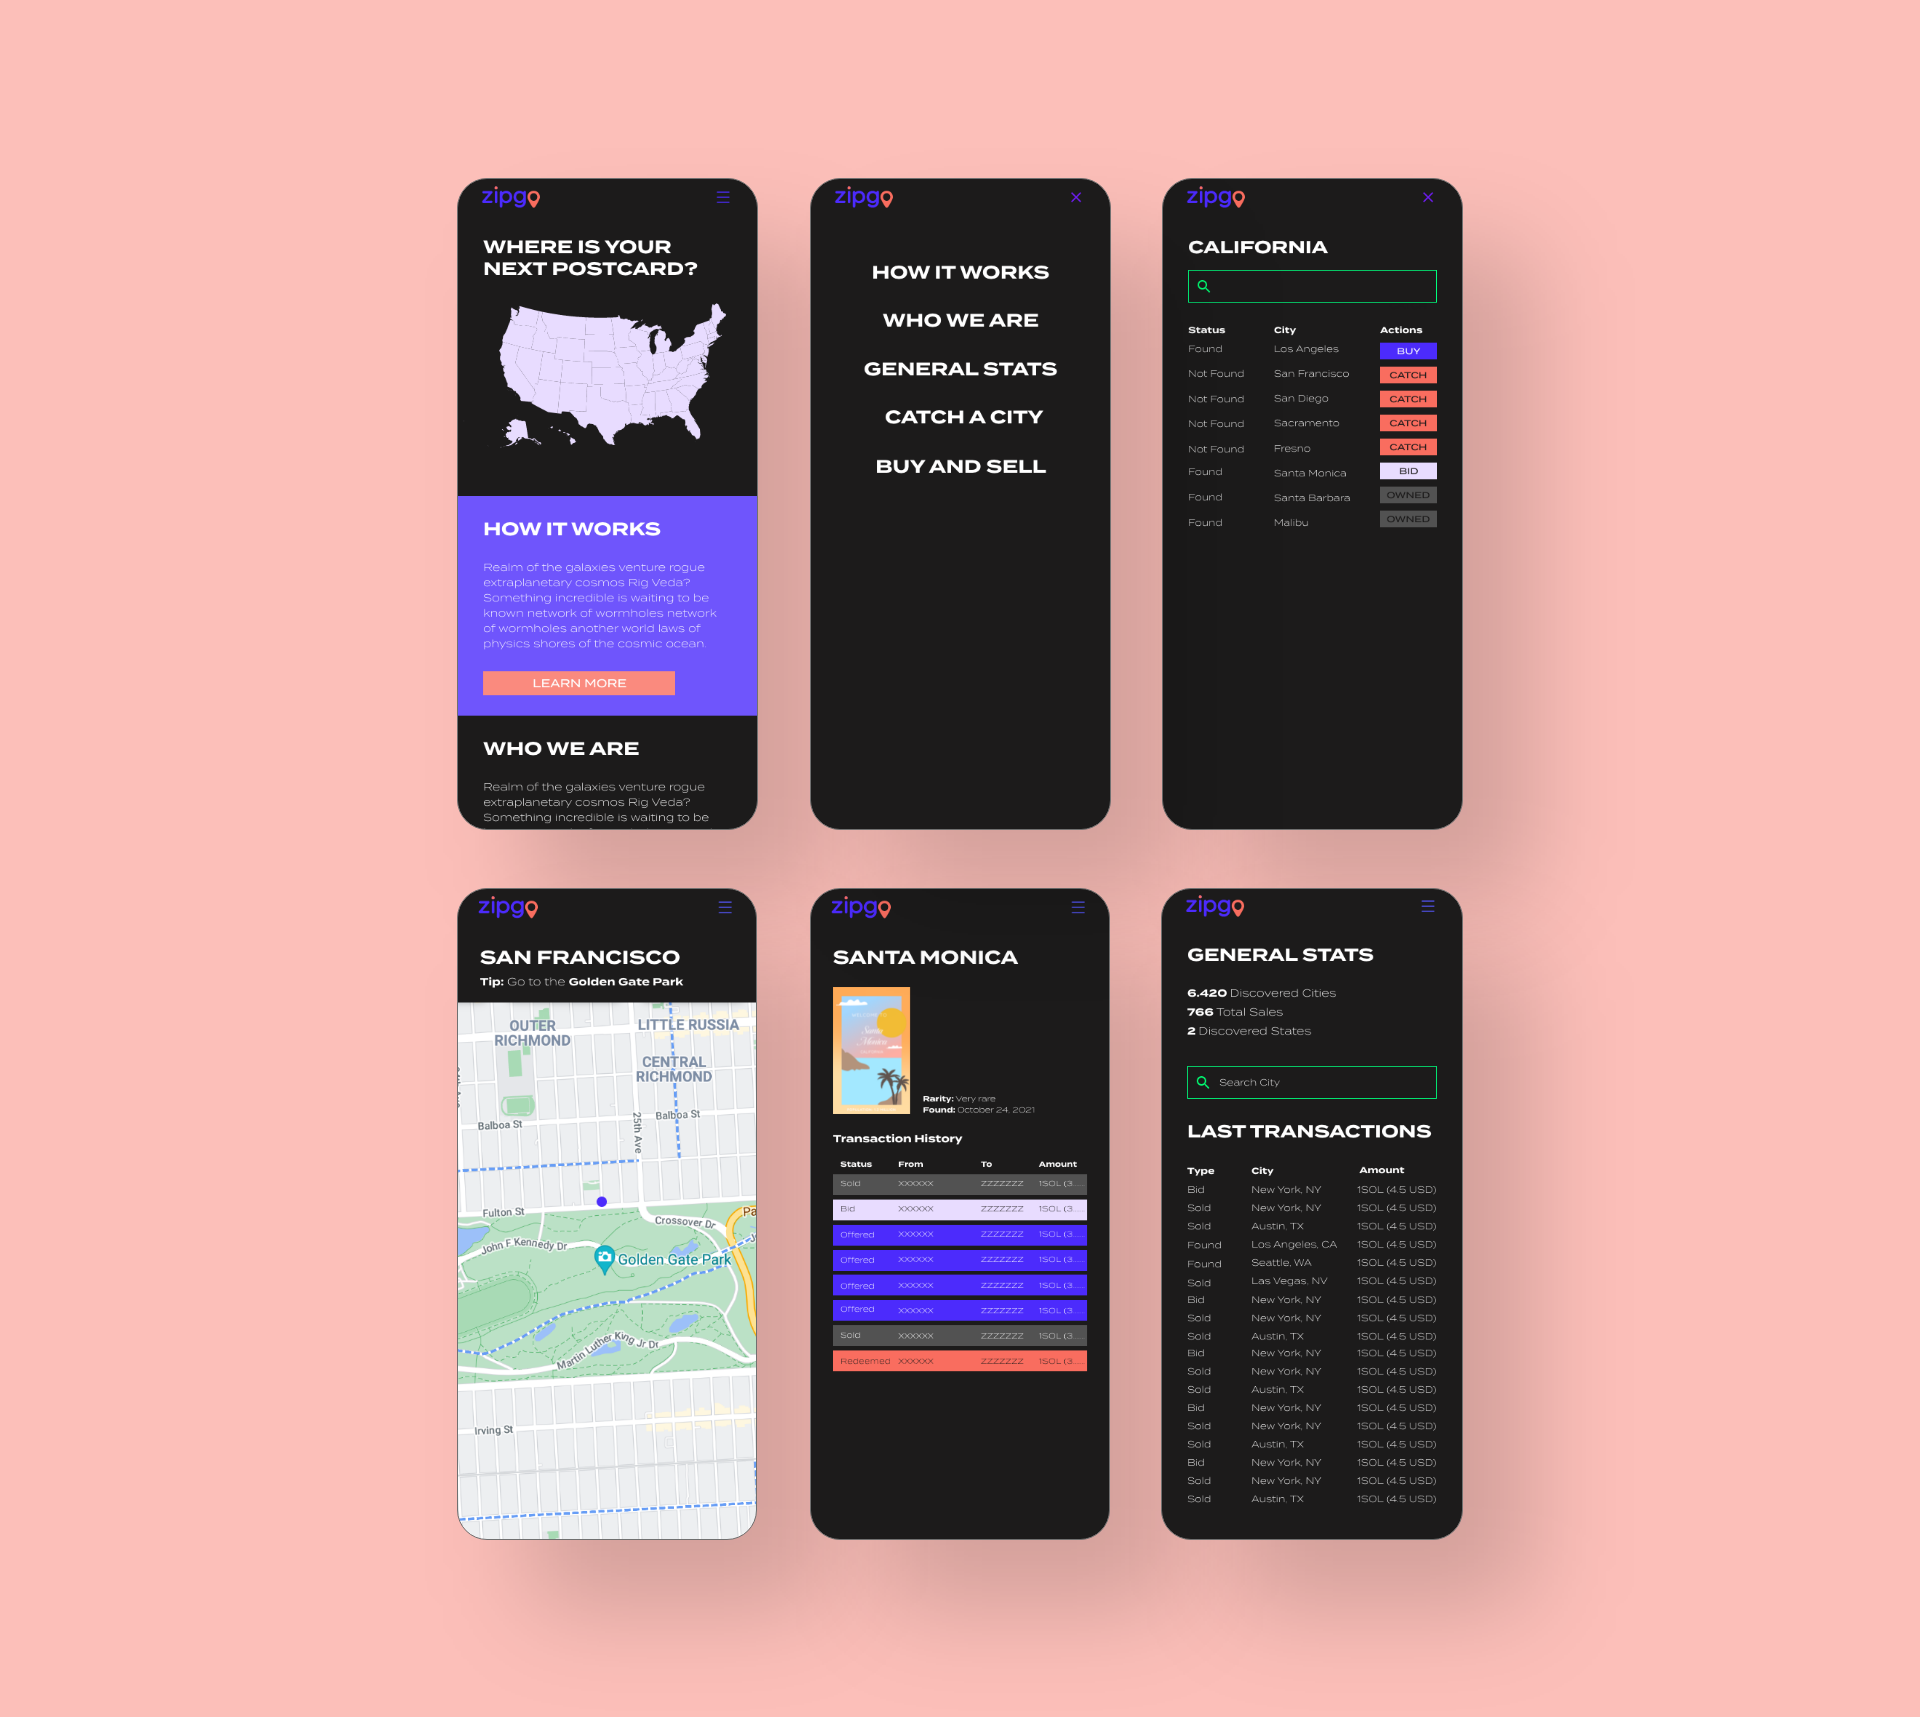 zipgo
WHERE IS YOUR
NEXT POSTCARD?
HOW IT WORKS
Realm of the galaxies venture rogue
extraplanetary cosmos Rig Veda?
Something incredible is waiting to be
known network of wormholes network
of wormholes another world laws of
physics shores of the cosmic ocean.
LEARN MORE
WHO WE ARE
Realm of the galaxies venture rogue
extraplanetary cosmos Rig Veda?
Something incredible is waiting to be
zipgo
HOW IT WORKS
WHO WE ARE
GENERAL STATS
CATCH A CITY
BUY AND SELL
zipgo
CALIFORNIA
Status City Actions
Found Los Angeles BUY
Not Found San Francisco CATCH
Not Found San Diego CATCH
Not Found Sacramento CATCH
Not Found Fresno CATCH
Found Santa Monica BID
Found Santa Barbara OWNED
Found Malibu OWNED
zipgo
SAN FRANCISCO
Tip: Go to the Golden Gate Park
OUTER
RICHMOND
LITTLE RUSSIA
CENTRAL
RICHMOND
Balboa St
25th Ave
Balboa St
Fulton St
Crossover Dr
Pa
John F Kennedy Dr
Golden Gate Park
Martin Luther King Jr Dr
Irving St
zipgo
SANTA MONICA
Santa
Monica
Rarity: Very rare
Found: October 24, 2021
Transaction History
Status From To Amount
Sold XXXXXX ZZZZZZZ 1SOL (3....
Bid XXXXXX ZZZZZZZ 1SOL (3....
Offered XXXXXX ZZZZZZZ 1SOL (3....
Offered XXXXXX ZZZZZZZ 1SOL (3....
Offered XXXXXX ZZZZZZZ 1SOL (3....
Offered XXXXXX ZZZZZZZ 1SOL (3....
Sold XXXXXX ZZZZZZZ 1SOL (3....
Redeemed XXXXXX ZZZZZZZ 1SOL (3....
zipgo
GENERAL STATS
6.420 Discovered Cities
766 Total Sales
2 Discovered States
Search City
LAST TRANSACTIONS
Type City Amount
Bid New York, NY 1SOL (4.5 USD)
Sold New York, NY 1SOL (4.5 USD)
Sold Austin, TX 1SOL (4.5 USD)
Found Los Angeles, CA 1SOL (4.5 USD)
Found Seattle, WA 1SOL (4.5 USD)
Sold Las Vegas, NV 1SOL (4.5 USD)
Bid New York, NY 1SOL (4.5 USD)
Sold New York, NY 1SOL (4.5 USD)
Sold Austin, TX 1SOL (4.5 USD)
Bid New York, NY 1SOL (4.5 USD)
Sold New York, NY 1SOL (4.5 USD)
Sold Austin, TX 1SOL (4.5 USD)
Bid New York, NY 1SOL (4.5 USD)
Sold New York, NY 1SOL (4.5 USD)
Sold Austin, TX 1SOL (4.5 USD)
Bid New York, NY 1SOL (4.5 USD)
Sold New York, NY 1SOL (4.5 USD)
Sold Austin, TX 1SOL (4.5 USD)